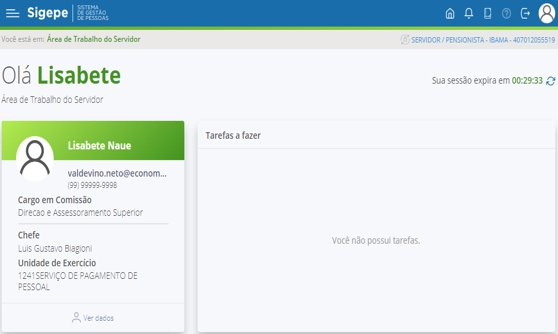 Sigepe SISTEMA DE GESTÃO DE PESSOAS
Você está em: Área de Trabalho do Servidor
SERVIDOR / PENSIONISTA - IBAMA - 407012055519
Olá Lisabete
Área de Trabalho do Servidor
Sua sessão expira em 00:29:33
Lisabete Naue
valdevino.neto@econom...
(99) 99999-9998
Cargo em Comissão
Direcao e Assessoramento Superior
Chefe
Luis Gustavo Biagioni
Unidade de Exercício
1241SERVIÇO DE PAGAMENTO DE
PESSOAL
Ver dados
Tarefas a fazer
Você não possui tarefas.